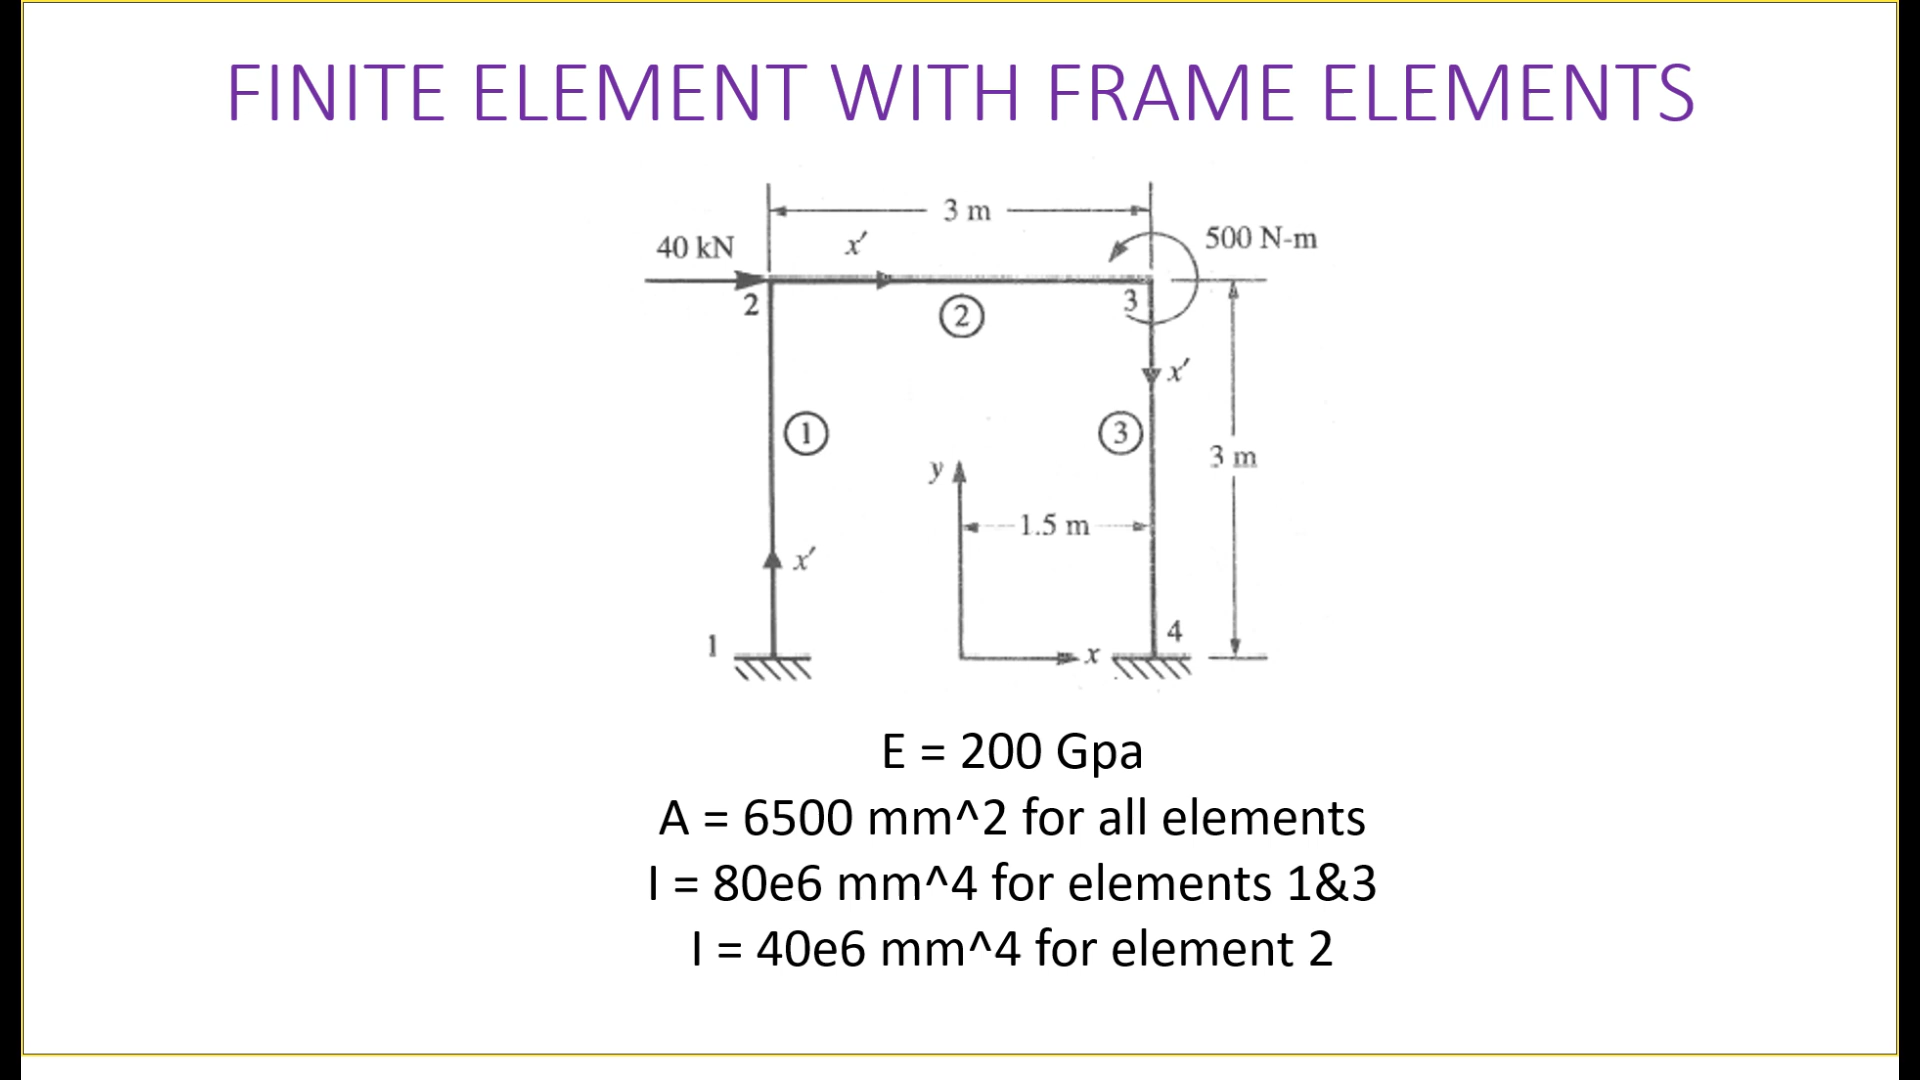 FINITE ELEMENT WITH FRAME ELEMENTS
3 m
40 kN
x′
500 N-m
2
3
2
x′
1
3
3 m
y
1.5 m
x′
1
4
x
E = 200 Gpa
A = 6500 mm^2 for all elements
I = 80e6 mm^4 for elements 1&3
I = 40e6 mm^4 for element 2